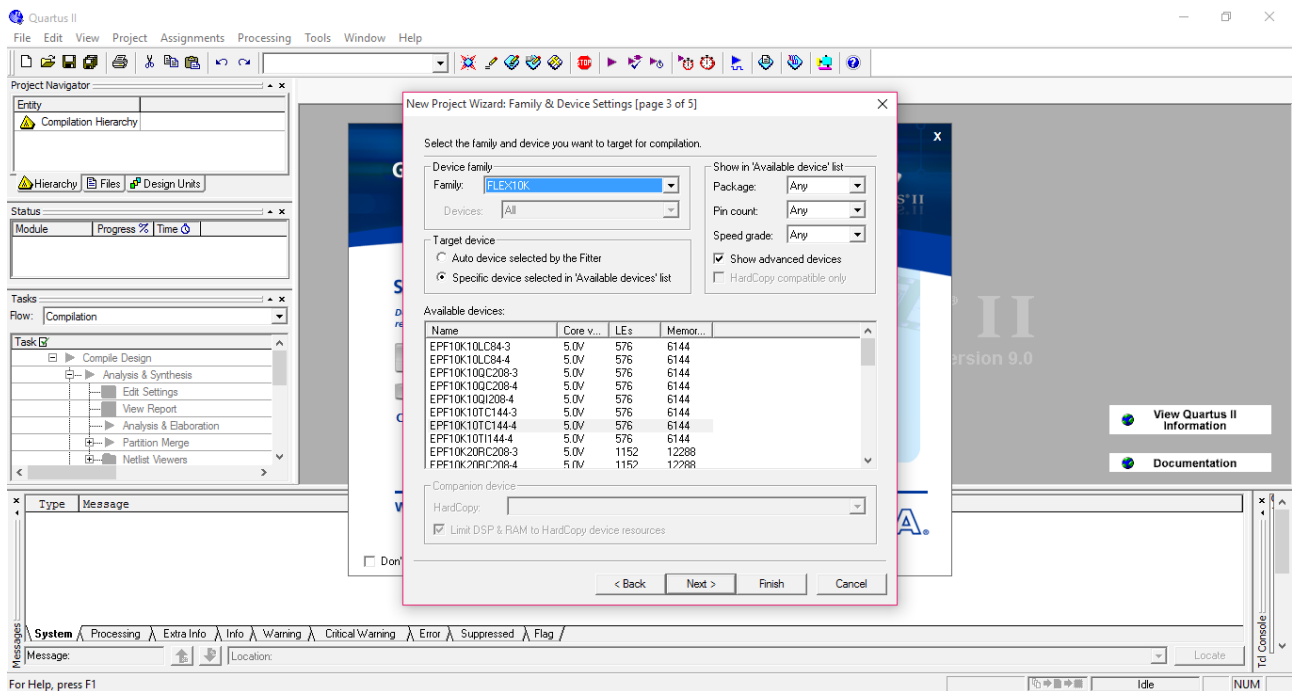 Quartus II
File Edit View Project Assignments Processing Tools Window Help
Project Navigator
Entity
Compilation Hierarchy
Hierarchy Files Design Units
Status
Module Progress % Time
Tasks
Flow: Compilation
Task
Compile Design
Analysis & Synthesis
Edit Settings
View Report
Analysis & Elaboration
Partition Merge
Netlist Viewers
New Project Wizard: Family & Device Settings [page 3 of 5]
Select the family and device you want to target for compilation.
Device family
Family: FLEX10K
Devices: All
Target device
Auto device selected by the Fitter
Specific device selected in 'Available devices' list
Show in 'Available device' list
Package: Any
Pin count: Any
Speed grade: Any
Show advanced devices
HardCopy compatible only
Available devices:
Name Core v... LEs Memor...
EPF10K10LC84-3 5.0V 576 6144
EPF10K10LC84-4 5.0V 576 6144
EPF10K10QC208-3 5.0V 576 6144
EPF10K10QC208-4 5.0V 576 6144
EPF10K10QI208-4 5.0V 576 6144
EPF10K10TC144-3 5.0V 576 6144
EPF10K10TC144-4 5.0V 576 6144
EPF10K10TI144-4 5.0V 576 6144
EPF10K20RC208-3 5.0V 1152 12288
EPF10K20RC208-4 5.0V 1152 12288
Companion device
HardCopy:
Limit DSP & RAM to HardCopy device resources
< Back Next > Finish Cancel
Don'
II
ersion 9.0
View Quartus II
Information
Documentation
Type Message
System Processing Extra Info Info Warning Critical Warning Error Suppressed Flag
Messages
Message: Location: Locate
Tcl Console
For Help, press F1 Idle NUM